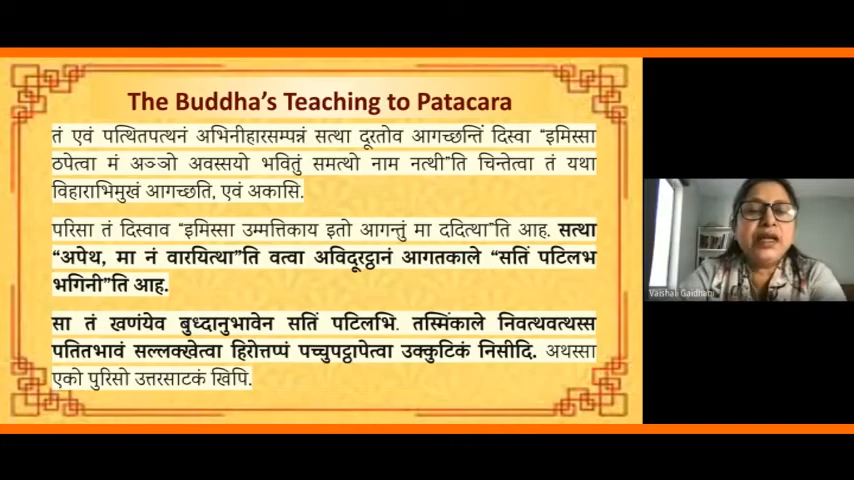 The Buddha's Teaching to Patacara
तं एवं पत्थितपत्थनं अभिनीहारसम्पन्नं सत्था दूरतोव आगच्छन्तिं दिस्वा “इमिस्सा
ठपेत्वा मं अञ्ञो अवस्सयो भवितुं समत्थो नाम नत्थी”ति चिन्तेत्वा तं यथा
विहाराभिमुखं आगच्छति, एवं अकासि.
परिसा तं दिस्वाव “इमिस्सा उम्मत्तिकाय इतो आगन्तुं मा ददित्था”ति आह. सत्था
“अपेथ, मा नं वारयित्था”ति वत्वा अविदूरट्ठानं आगतकाले “सतिं पटिलभ
भगिनी”ति आह.
सा तं खणंयेव बुध्दानुभावेन सतिं पटिलभि. तस्मिंकाले निवत्थवत्थस्स
पतितभावं सल्लक्खेत्वा हिरोत्तप्पं पच्चुपट्ठापेत्वा उक्कुटिकं निसीदि. अथस्सा
एको पुरिसो उत्तरसाटकं खिपि.
Vaishali Gaidhani